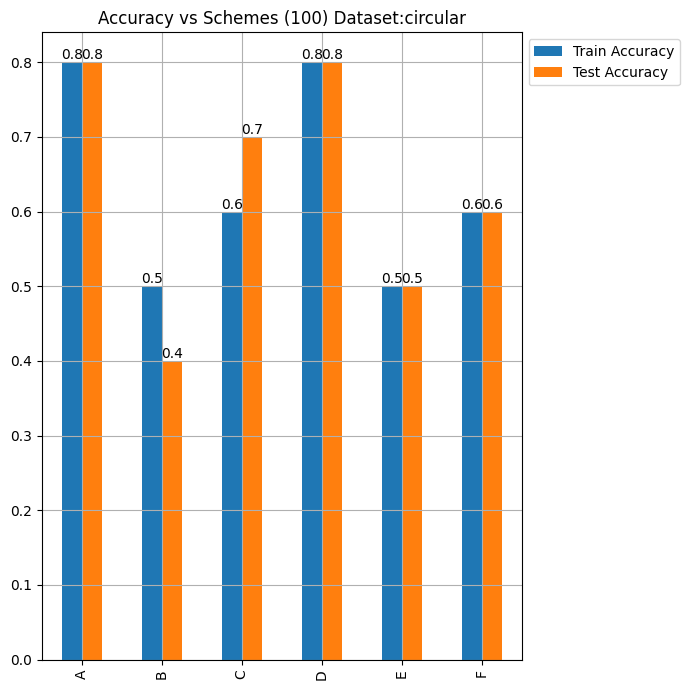 Accuracy vs Schemes (100) Dataset:circular
Train Accuracy
Test Accuracy
0.8
0.7
0.6
0.5
0.4
0.3
0.2
0.1
0.0
0.8 0.8
0.5 0.4
0.6 0.7
0.8 0.8
0.5 0.5
0.6 0.6
A
B
C
D
E
F